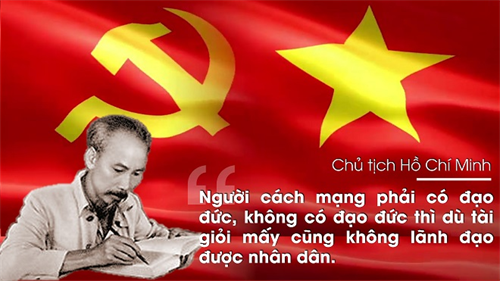 Chủ tịch Hồ Chí Minh
“
Người cách mạng phải có đạo
đức, không có đạo đức thì dù tài
giỏi mấy cũng không lãnh đạo
được nhân dân.